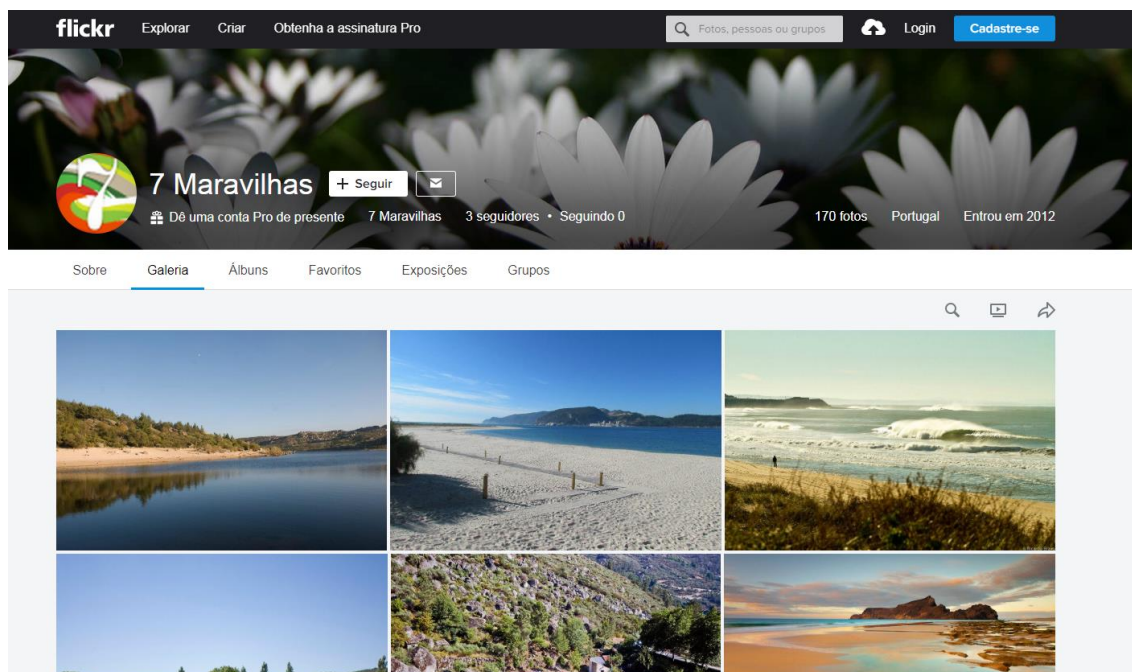 flickr Explorar Criar Obtenha a assinatura Pro Fotos, pessoas ou grupos Login Cadastre-se
7
7 Maravilhas + Seguir
Dê uma conta Pro de presente 7 Maravilhas 3 seguidores • Seguindo 0 170 fotos Portugal Entrou em 2012
Sobre Galeria Álbuns Favoritos Exposições Grupos